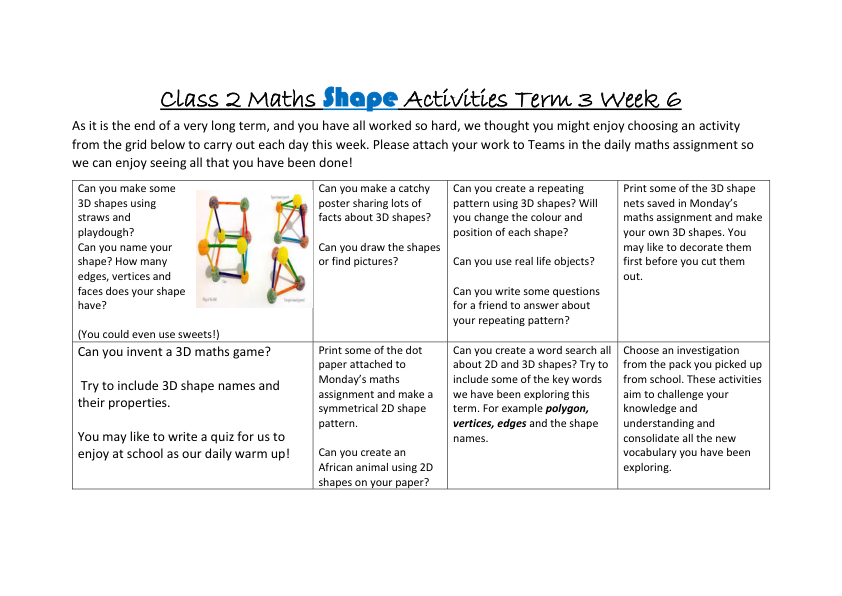 Class 2 Maths Shape Activities Term 3 Week 6
As it is the end of a very long term, and you have all worked so hard, we thought you might enjoy choosing an activity
from the grid below to carry out each day this week. Please attach your work to Teams in the daily maths assignment so
we can enjoy seeing all that you have been done!
Can you make some
3D shapes using
straws and
playdough?
Can you name your
shape? How many
edges, vertices and
faces does your shape
have?
(You could even use sweets!)
Can you make a catchy
poster sharing lots of
facts about 3D shapes?
Can you draw the shapes
or find pictures?
Can you create a repeating
pattern using 3D shapes? Will
you change the colour and
position of each shape?
Can you use real life objects?
Can you write some questions
for a friend to answer about
your repeating pattern?
Print some of the 3D shape
nets saved in Monday’s
maths assignment and make
your own 3D shapes. You
may like to decorate them
first before you cut them
out.
Can you invent a 3D maths game?
Try to include 3D shape names and
their properties.
You may like to write a quiz for us to
enjoy at school as our daily warm up!
Print some of the dot
paper attached to
Monday’s maths
assignment and make a
symmetrical 2D shape
pattern.
Can you create an
African animal using 2D
shapes on your paper?
Can you create a word search all
about 2D and 3D shapes? Try to
include some of the key words
we have been exploring this
term. For example polygon,
vertices, edges and the shape
names.
Choose an investigation
from the pack you picked up
from school. These activities
aim to challenge your
knowledge and
understanding and
consolidate all the new
vocabulary you have been
exploring.